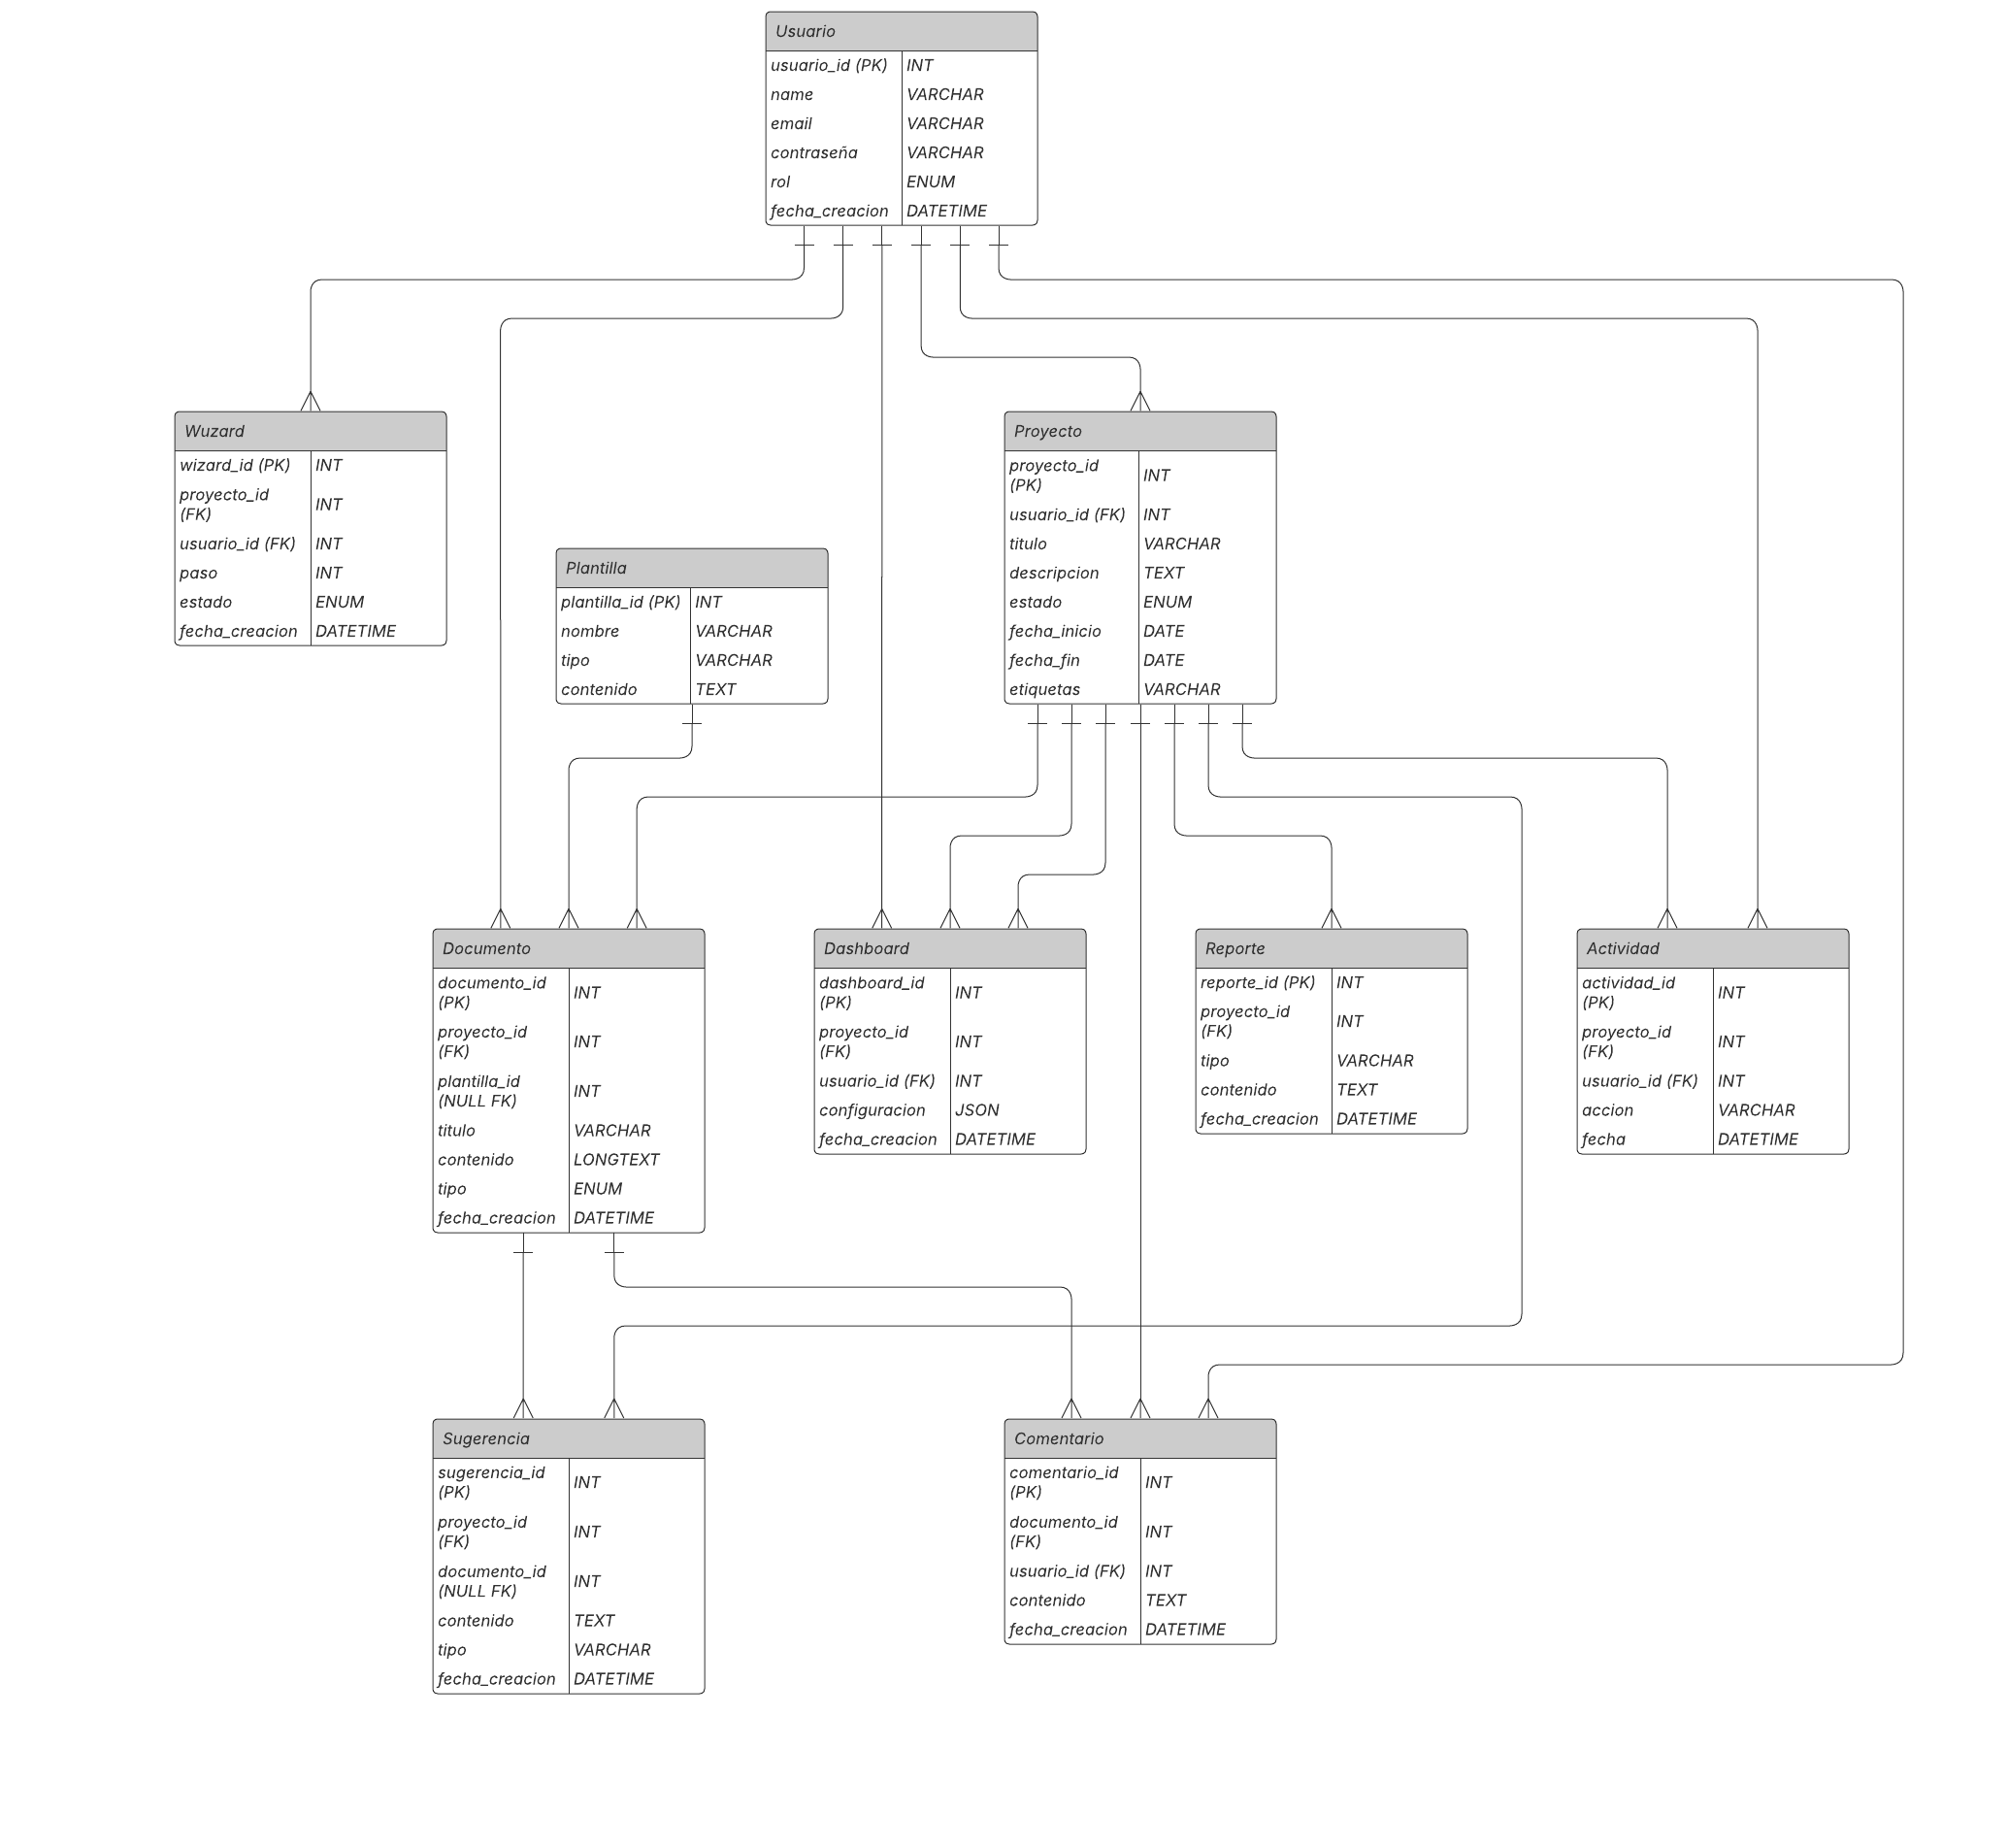 Usuario
usuario_id (PK) INT
name VARCHAR
email VARCHAR
contraseña VARCHAR
rol ENUM
fecha_creacion DATETIME
Wuzard
wizard_id (PK) INT
proyecto_id
(FK) INT
usuario_id (FK) INT
paso INT
estado ENUM
fecha_creacion DATETIME
Proyecto
proyecto_id
(PK) INT
usuario_id (FK) INT
titulo VARCHAR
descripcion TEXT
estado ENUM
fecha_inicio DATE
fecha_fin DATE
etiquetas VARCHAR
Plantilla
plantilla_id (PK) INT
nombre VARCHAR
tipo VARCHAR
contenido TEXT
Documento
documento_id
(PK) INT
proyecto_id
(FK) INT
plantilla_id
(NULL FK) INT
titulo VARCHAR
contenido LONGTEXT
tipo ENUM
fecha_creacion DATETIME
Dashboard
dashboard_id
(PK) INT
proyecto_id
(FK) INT
usuario_id (FK) INT
configuracion JSON
fecha_creacion DATETIME
Reporte
reporte_id (PK) INT
proyecto_id
(FK) INT
tipo VARCHAR
contenido TEXT
fecha_creacion DATETIME
Actividad
actividad_id
(PK) INT
proyecto_id
(FK) INT
usuario_id (FK) INT
accion VARCHAR
fecha DATETIME
Sugerencia
sugerencia_id
(PK) INT
proyecto_id
(FK) INT
documento_id
(NULL FK) INT
contenido TEXT
tipo VARCHAR
fecha_creacion DATETIME
Comentario
comentario_id
(PK) INT
documento_id
(FK) INT
usuario_id (FK) INT
contenido TEXT
fecha_creacion DATETIME